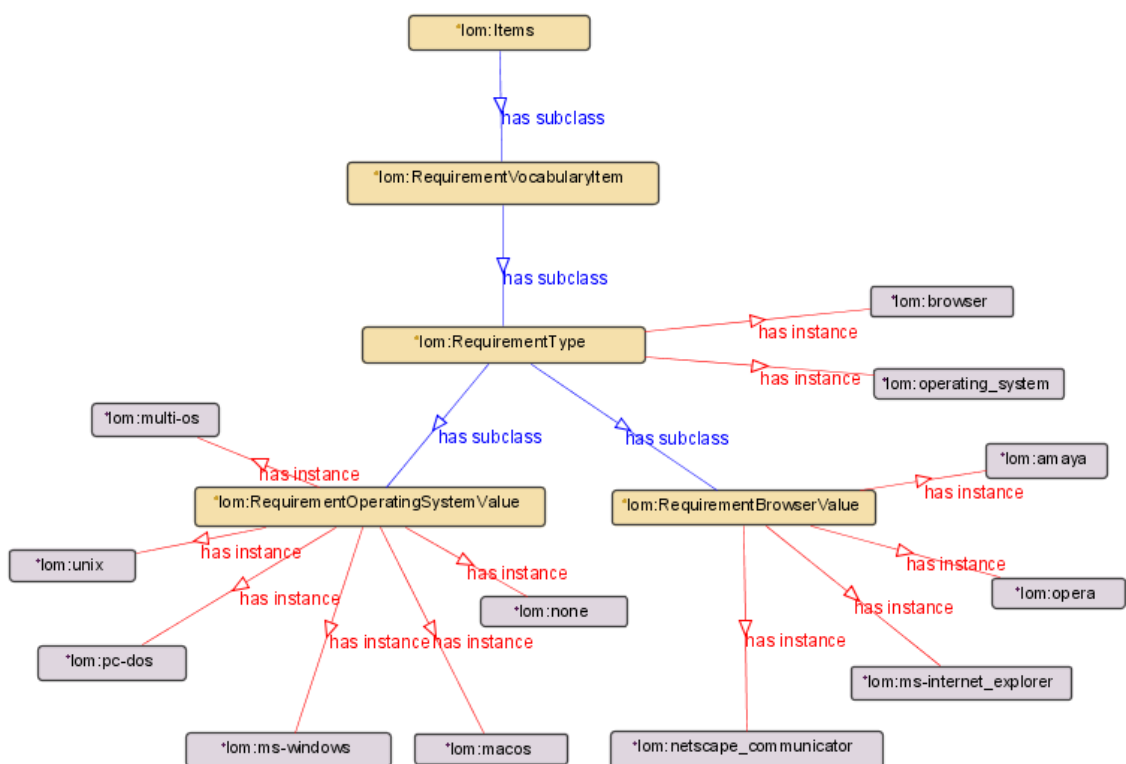 lom:Items
has subclass
lom:RequirementVocabularyItem
has subclass
lom:browser
has instance
lom:RequirementType
has instance
lom:operating_system
lom:multi-os
has subclass
has subclass
lom:amaya
has instance
has instance
lom:RequirementOperatingSystemValue
lom:RequirementBrowserValue
has instance
lom:unix
has instance
has instance
has instance
lom:opera
lom:none
has instance
has instance
has instance
has instance
lom:pc-dos
lom:ms-internet_explorer
lom:ms-windows
lom:macos
lom:netscape_communicator